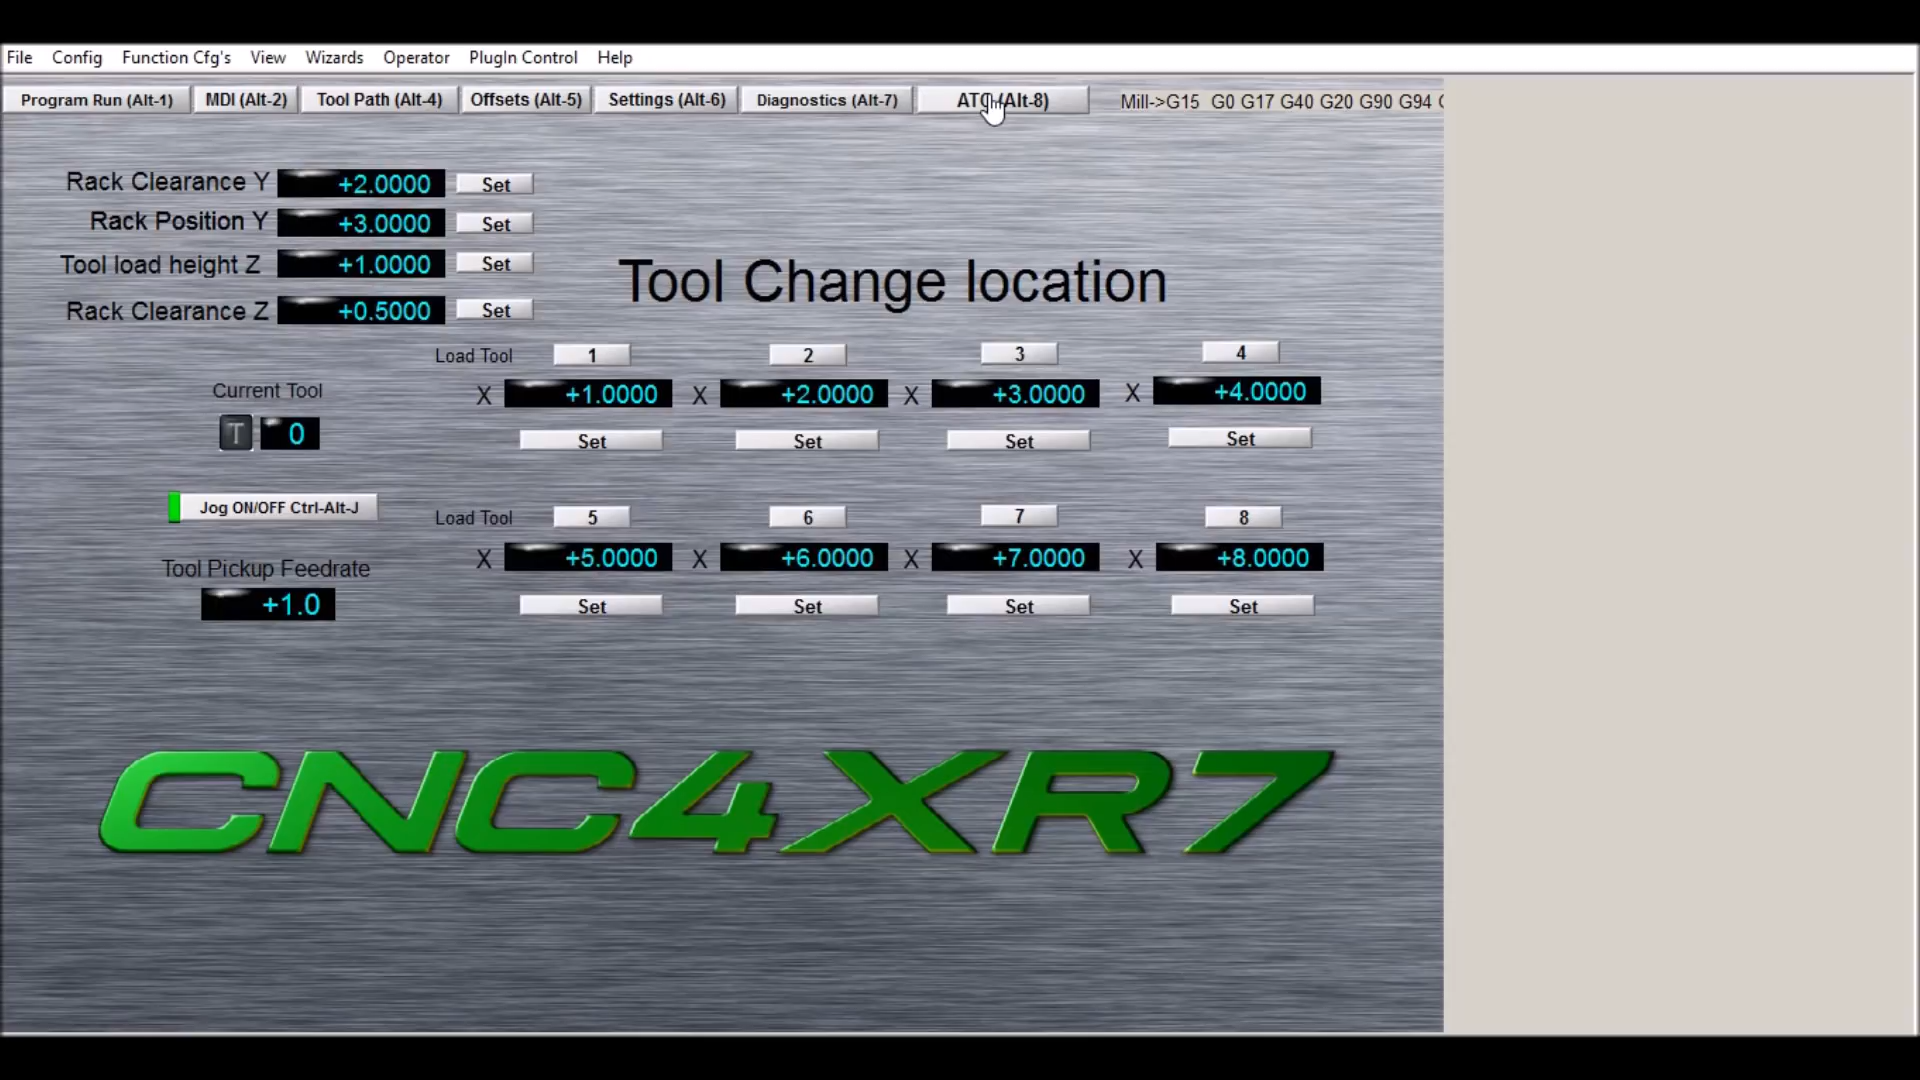 File Config Function Cfg's View Wizards Operator PlugIn Control Help
Program Run (Alt-1) MDI (Alt-2) Tool Path (Alt-4) Offsets (Alt-5) Settings (Alt-6) Diagnostics (Alt-7) ATC (Alt-8) Mill->G15 G0 G17 G40 G20 G90 G94
Rack Clearance Y +2.0000 Set
Rack Position Y +3.0000 Set
Tool load height Z +1.0000 Set
Rack Clearance Z +0.5000 Set
Tool Change location
Load Tool 1 2 3 4
Current Tool
X +1.0000 X +2.0000 X +3.0000 X +4.0000
T 0
Set Set Set Set
Jog ON/OFF Ctrl-Alt-J
Load Tool 5 6 7 8
Tool Pickup Feedrate
X +5.0000 X +6.0000 X +7.0000 X +8.0000
+1.0
Set Set Set Set
CNC4XR7